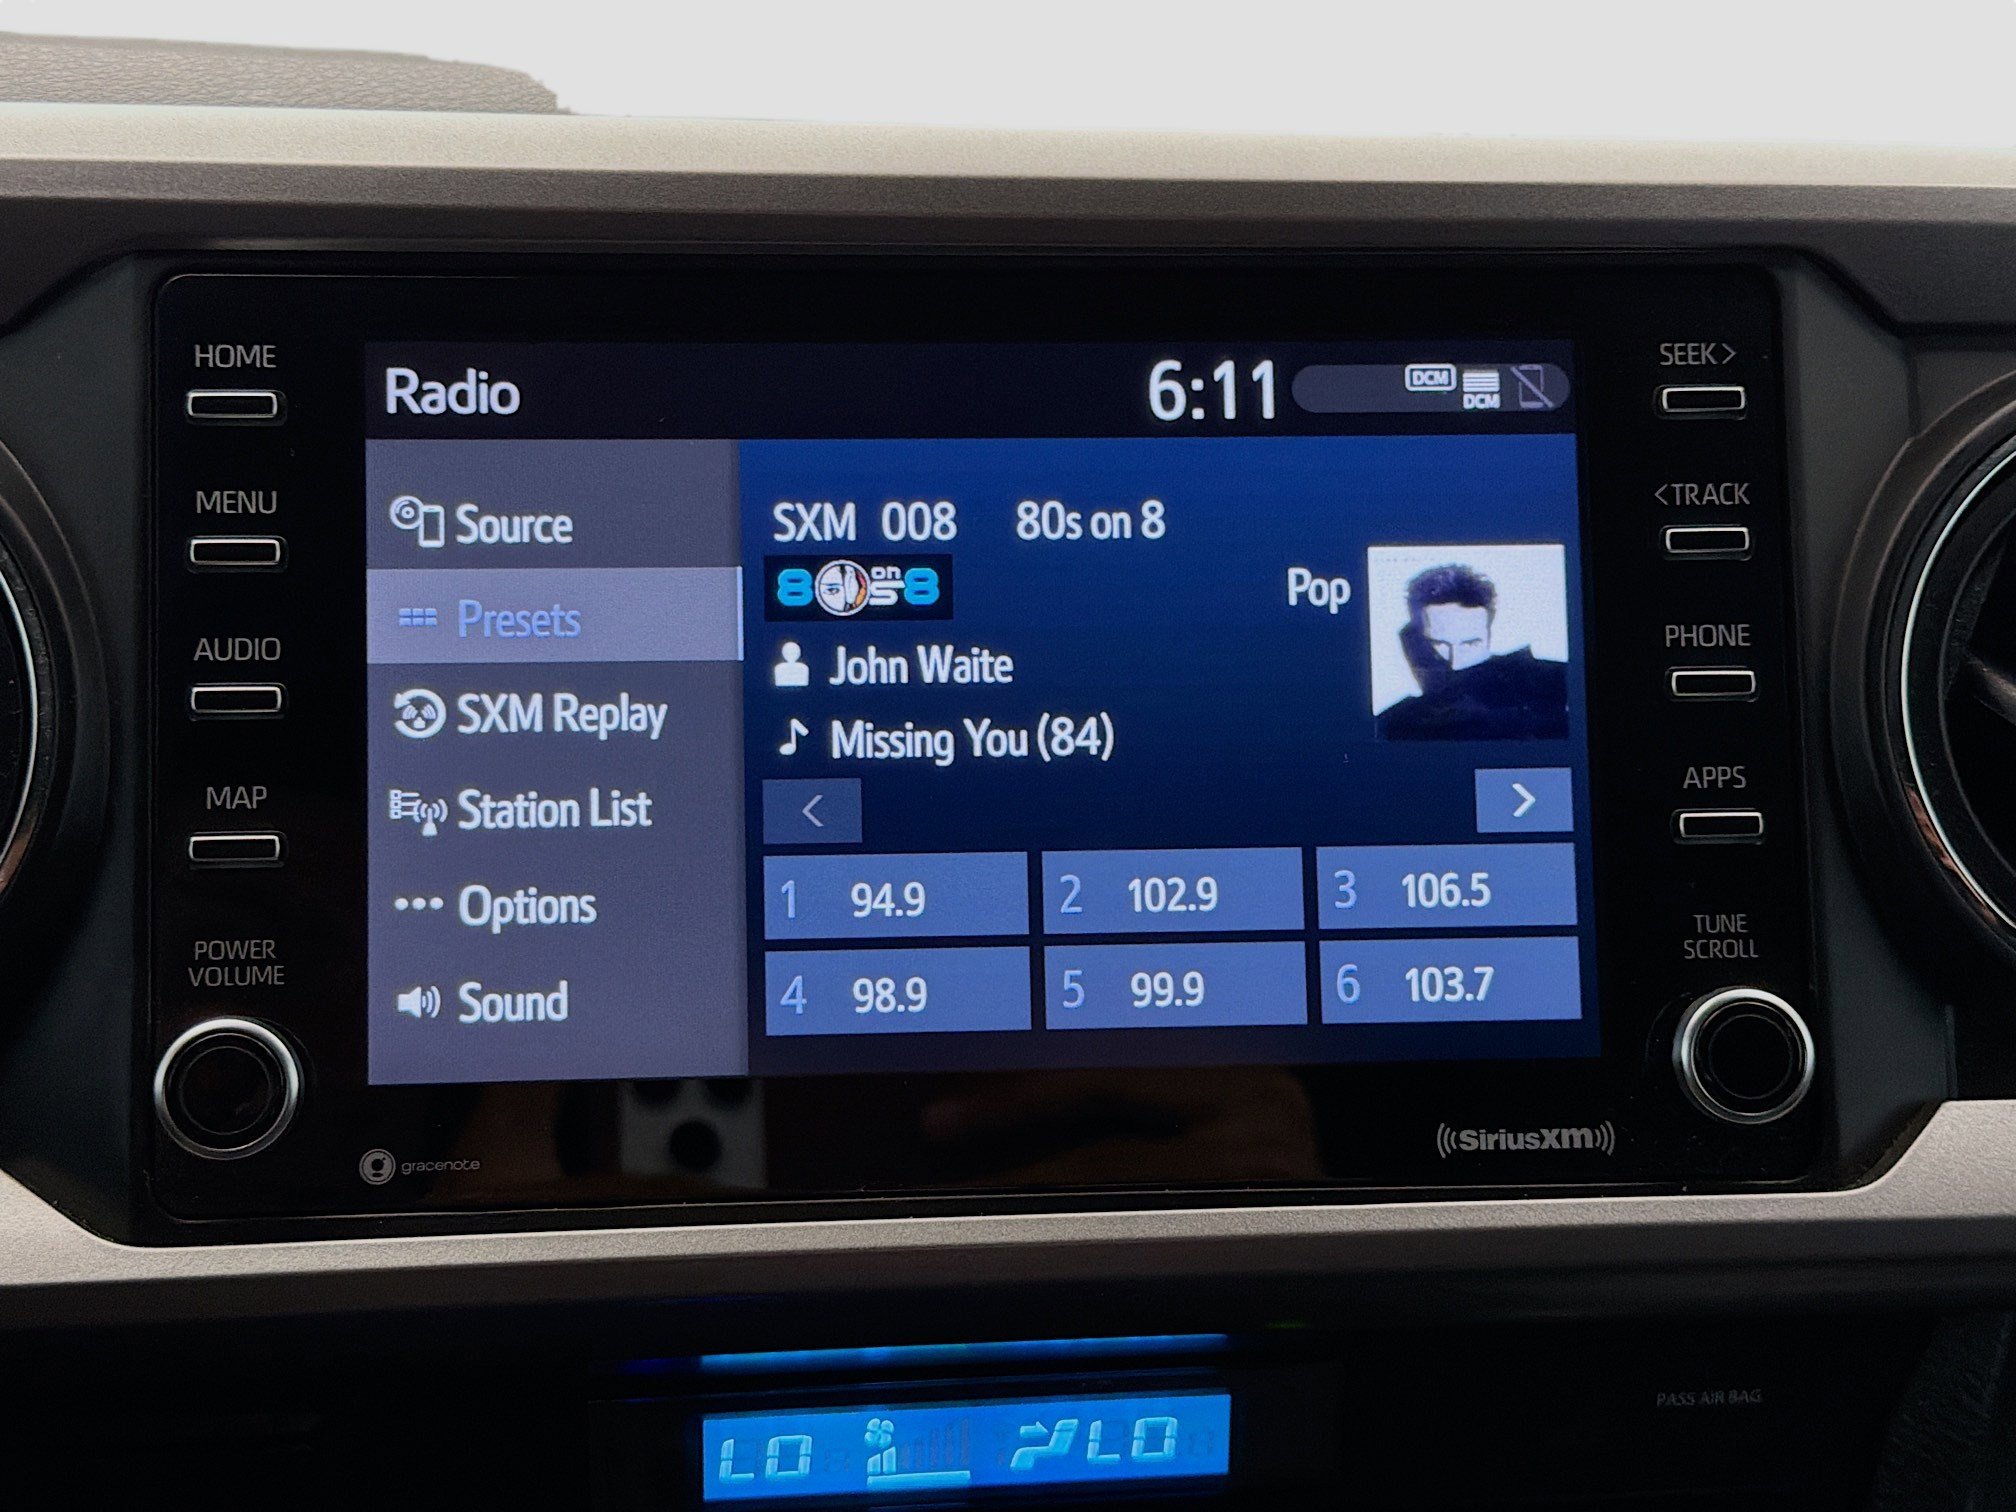 HOME
MENU
AUDIO
MAP
POWER
VOLUME
Radio
6:11
DCM
DCM
Source
Presets
SXM Replay
Station List
Options
Sound
SXM 008 80s on 8
80s on 8
Pop
John Waite
Missing You (84)
<
>
1 94.9
2 102.9
3 106.5
4 98.9
5 99.9
6 103.7
SEEK>
<TRACK
PHONE
APPS
TUNE
SCROLL
g gracenote
SiriusXM
PASS AIR BAG
LO LO